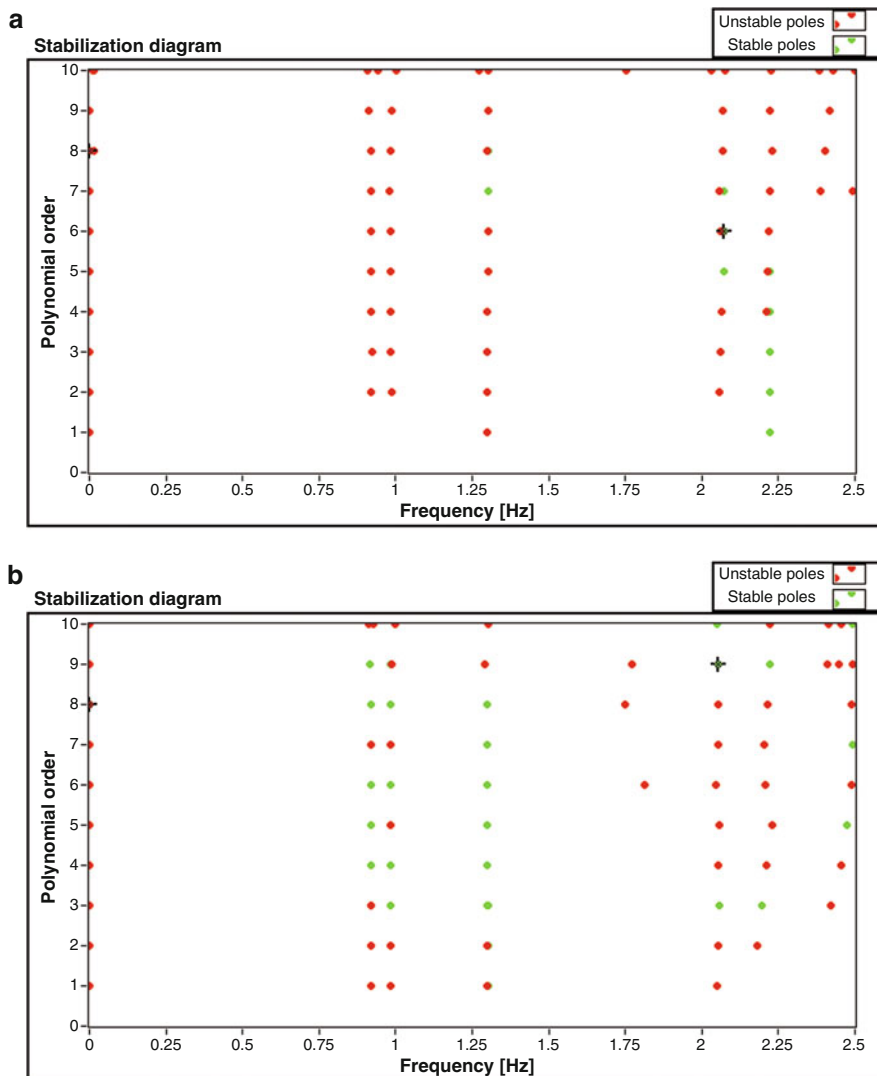 a
Stabilization diagram
Unstable poles
Stable poles
10
9
8
7
6
5
4
3
2
1
0
Polynomial order
0 0.25 0.5 0.75 1 1.25 1.5 1.75 2 2.25 2.5
Frequency [Hz]
b
Stabilization diagram
Unstable poles
Stable poles
10
9
8
7
6
5
4
3
2
1
0
Polynomial order
0 0.25 0.5 0.75 1 1.25 1.5 1.75 2 2.25 2.5
Frequency [Hz]